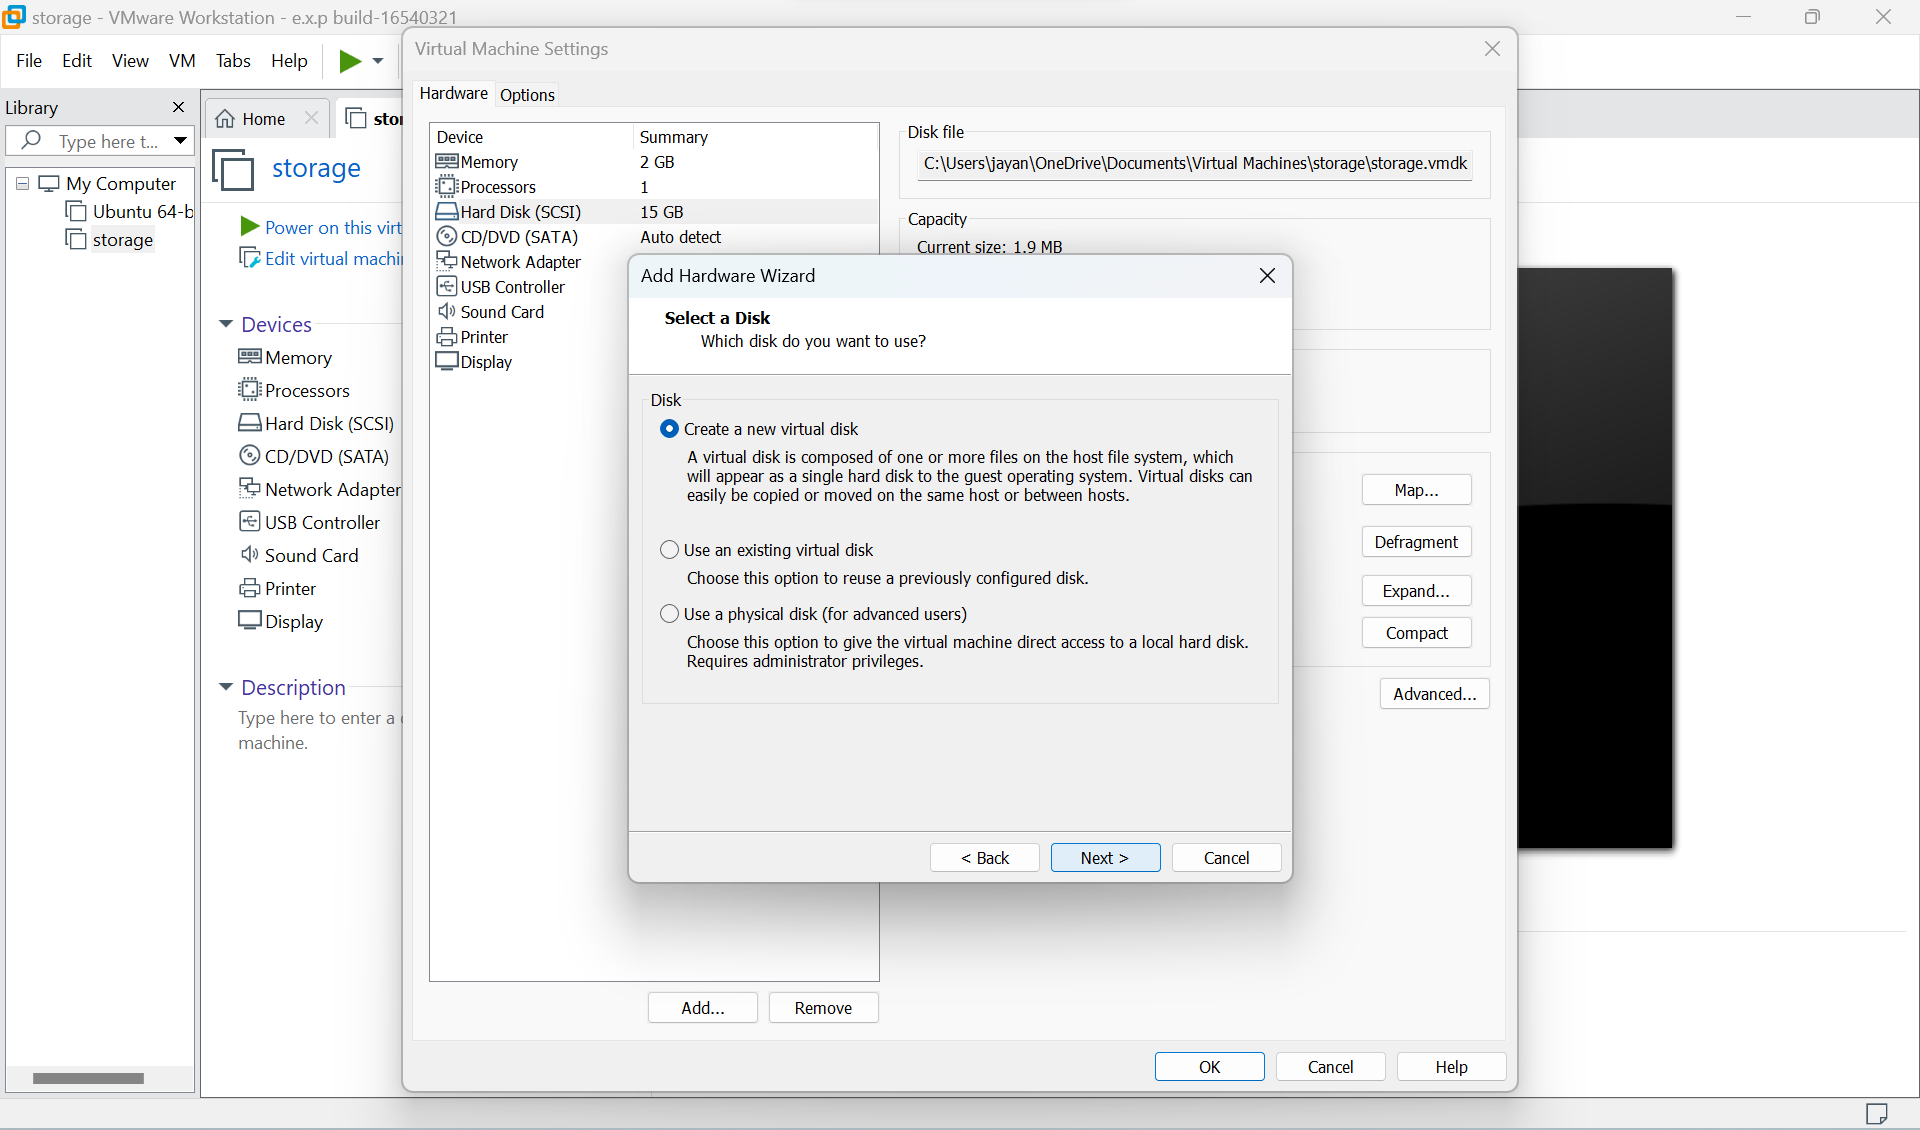 storage - VMware Workstation - e.x.p build-16540321
File Edit View VM Tabs Help
Library
Type here t...
My Computer
Ubuntu 64-b
storage
Home
stor
storage
Power on this virt
Edit virtual machin
Devices
Memory
Processors
Hard Disk (SCSI)
CD/DVD (SATA)
Network Adapter
USB Controller
Sound Card
Printer
Display
Description
Type here to enter a
machine.
Virtual Machine Settings
Hardware Options
Device Summary
Memory 2 GB
Processors 1
Hard Disk (SCSI) 15 GB
CD/DVD (SATA) Auto detect
Network Adapter
USB Controller
Sound Card
Printer
Display
Add... Remove
Disk file
C:\Users\jayan\OneDrive\Documents\Virtual Machines\storage\storage.vmdk
Capacity
Current size: 1.9 MB
Map...
Defragment
Expand...
Compact
Advanced...
Add Hardware Wizard
Select a Disk
Which disk do you want to use?
Disk
Create a new virtual disk
A virtual disk is composed of one or more files on the host file system, which
will appear as a single hard disk to the guest operating system. Virtual disks can
easily be copied or moved on the same host or between hosts.
Use an existing virtual disk
Choose this option to reuse a previously configured disk.
Use a physical disk (for advanced users)
Choose this option to give the virtual machine direct access to a local hard disk.
Requires administrator privileges.
< Back Next > Cancel
OK Cancel Help